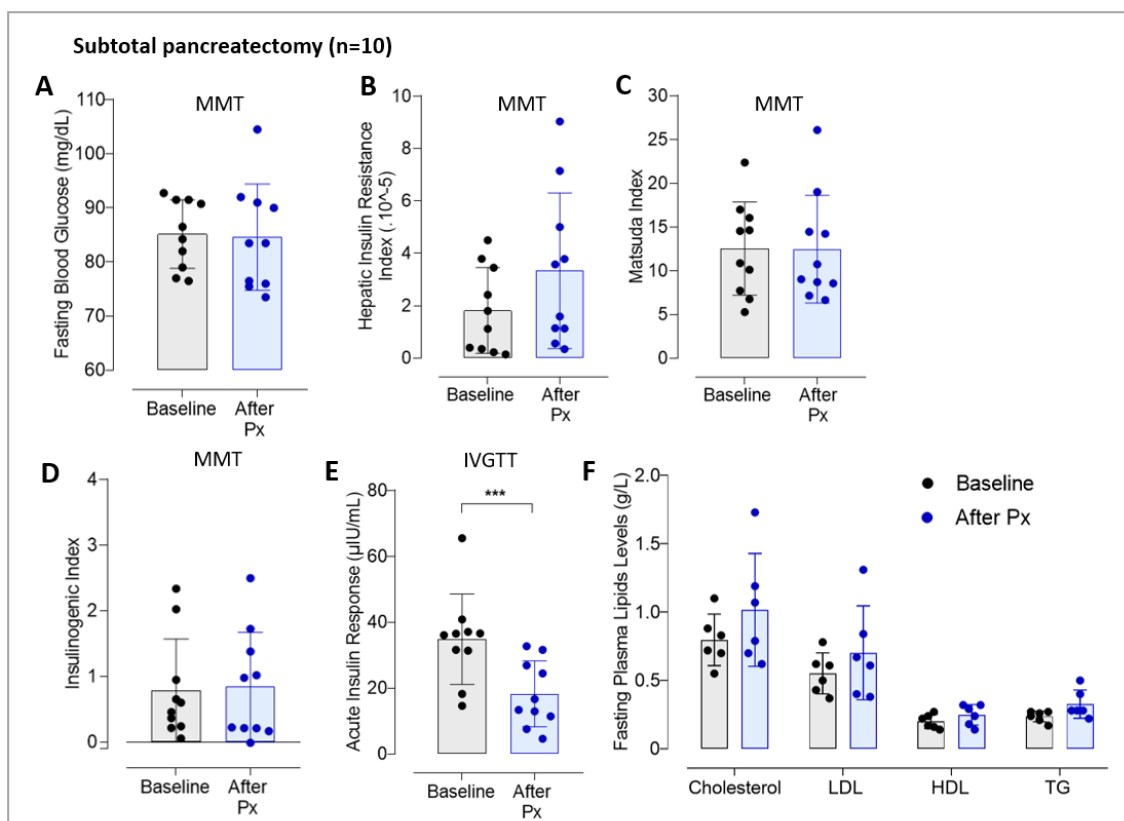 Subtotal pancreatectomy (n=10)
A
MMT
Fasting Blood Glucose (mg/dL)
110
100
90
80
70
60
Baseline
After
Px
B
MMT
Hepatic Insulin Resistance
Index (.10^-5)
10
8
6
4
2
0
Baseline
After
Px
C
MMT
Matsuda Index
30
25
20
15
10
5
0
Baseline
After
Px
D
MMT
Insulinogenic Index
4
3
2
1
0
Baseline
After
Px
E
IVGTT
Acute Insulin Response (µIU/mL)
80
60
40
20
0
***
Baseline
After
Px
F
Fasting Plasma Lipids Levels (g/L)
2.0
1.5
1.0
0.5
0
Baseline
After Px
Cholesterol
LDL
HDL
TG